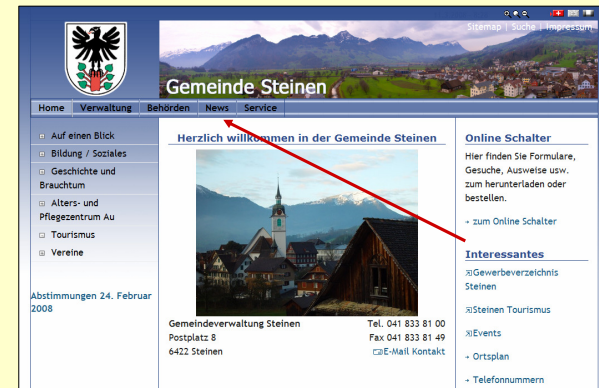 Sitemap | Suche | Impressum
Gemeinde Steinen
Home Verwaltung Behörden News Service
Auf einen Blick
Bildung / Soziales
Geschichte und
Brauchtum
Alters- und
Pflegezentrum Au
Tourismus
Vereine
Abstimmungen 24. Februar
2008
Herzlich willkommen in der Gemeinde Steinen
Gemeindeverwaltung Steinen
Postplatz 8
6422 Steinen
Tel. 041 833 81 00
Fax 041 833 81 49
E-Mail Kontakt
Online Schalter
Hier finden Sie Formulare,
Gesuche, Ausweise usw.
zum herunterladen oder
bestellen.
zum Online Schalter
Interessantes
Gewerbeverzeichnis
Steinen
Steinen Tourismus
Events
Ortsplan
Telefonnummern